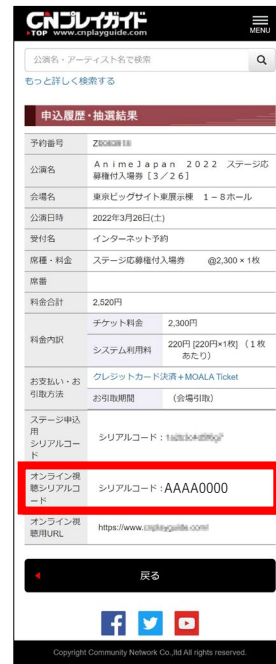 CNプレイガイド
TOP www.cnplayguide.com
MENU
公演名・アーティスト名で検索
もっと詳しく検索する
申込履歴・抽選結果
予約番号
公演名 AnimeJapan 2022 ステージ応
募権付入場券［3／26］
会場名 東京ビッグサイト東展示棟 1－8ホール
公演日時 2022年3月26日(土)
受付名 インターネット予約
席種・料金 ステージ応募権付入場券 @2,300 × 1枚
席番
料金合計 2,520円
料金内訳
チケット料金 2,300円
システム利用料 220円 [220円×1枚] （1枚
あたり）
お支払い・お
引取方法
クレジットカード決済＋MOALA Ticket
お引取期間 （会場引取）
ステージ申込
用
シリアルコー
ド
シリアルコード：
オンライン視
聴シリアルコ
ード
シリアルコード：AAAA0000
オンライン視
聴用URL
https://www.
戻る
Copyright Community Network Co.,ltd All rights reserved.